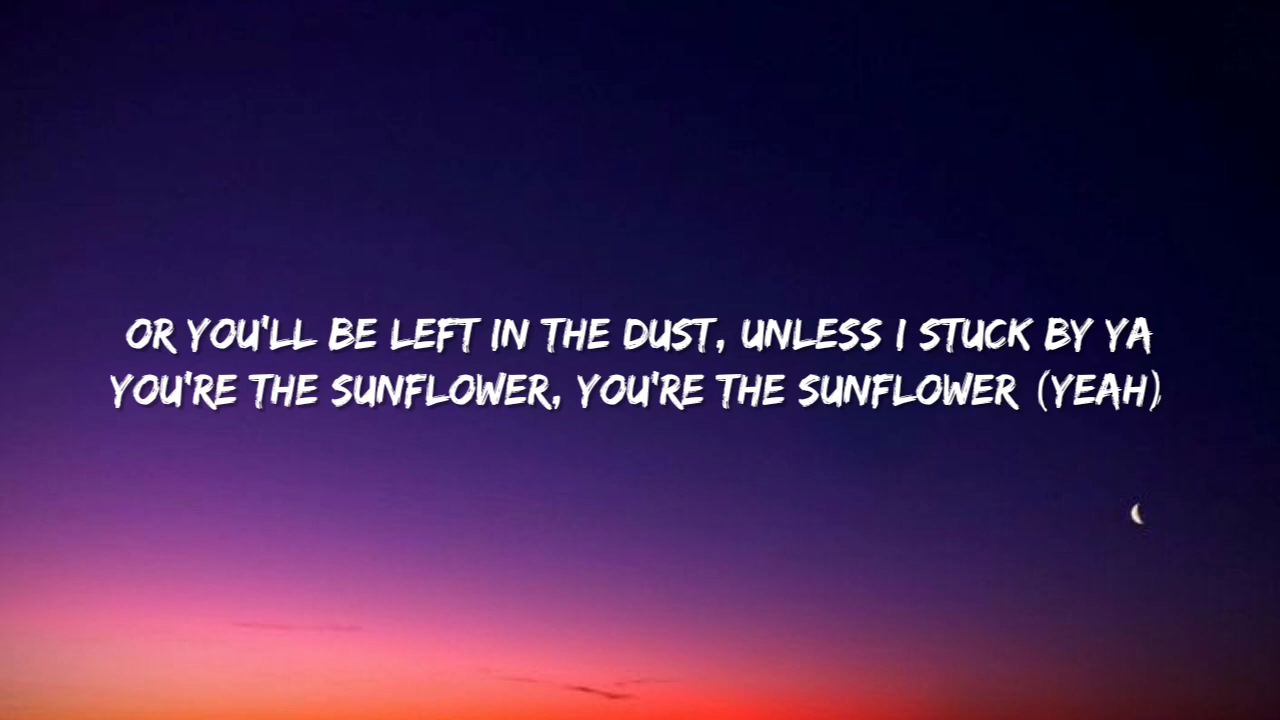 OR YOU'LL BE LEFT IN THE DUST, UNLESS I STUCK BY YA
YOU'RE THE SUNFLOWER, YOU'RE THE SUNFLOWER (YEAH)